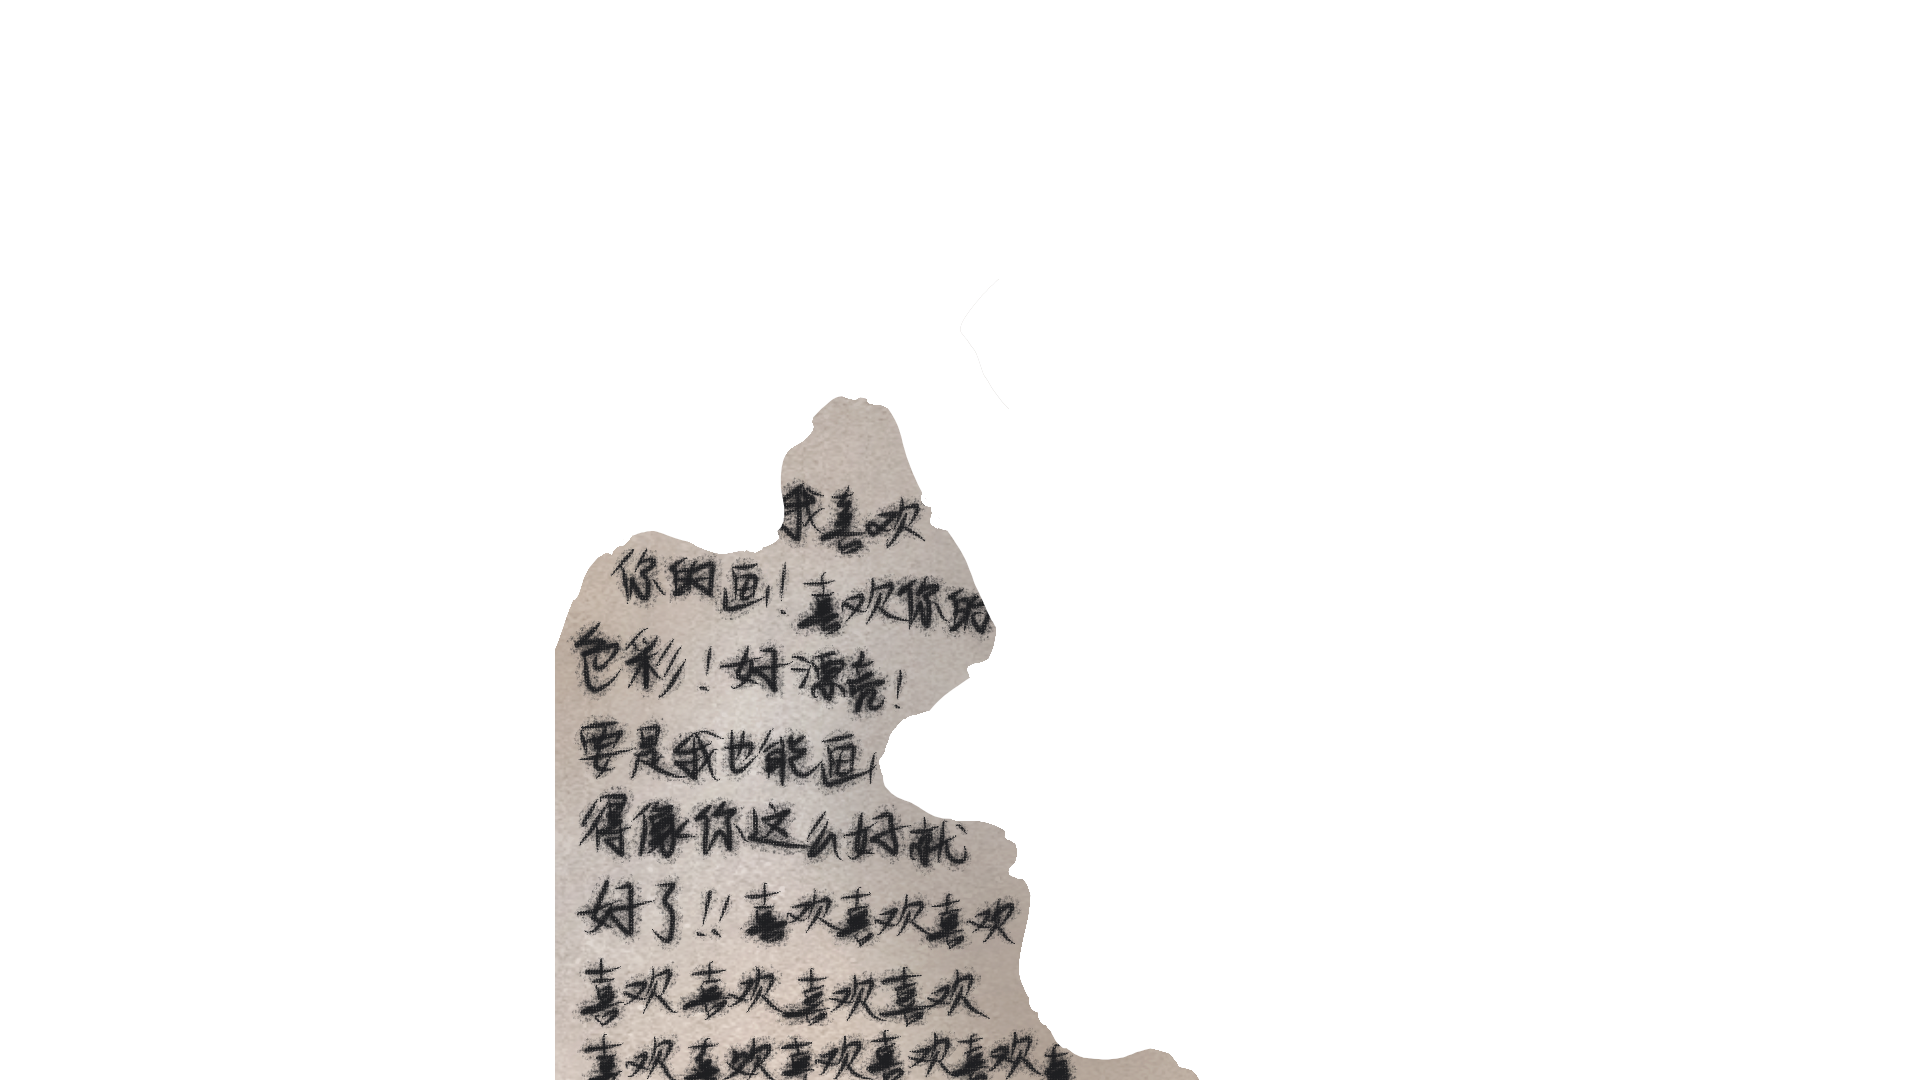 我喜欢
你的画！喜欢你的
色彩！好漂亮！
要是我也能画
得像你这么好就
好了!!喜欢喜欢喜欢
喜欢喜欢喜欢喜欢
喜欢喜欢喜欢喜欢喜欢喜